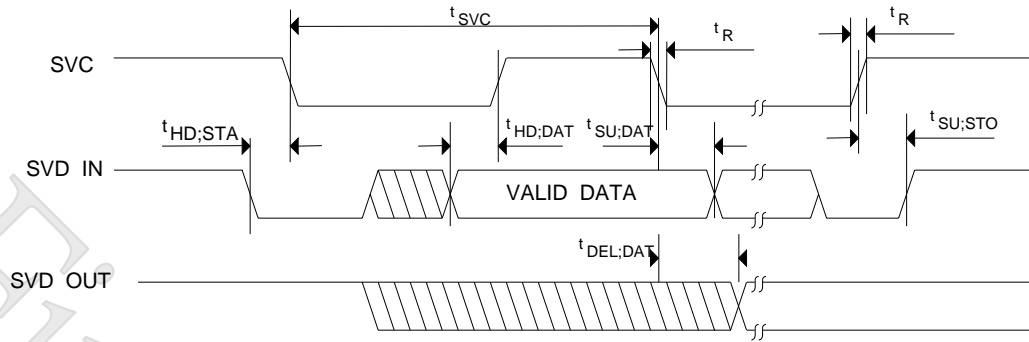 tSVC
tR
tR
SVC
tHD;STA
tHD;DAT
tSU;DAT
tSU;STO
SVD IN
VALID DATA
tDEL;DAT
SVD OUT